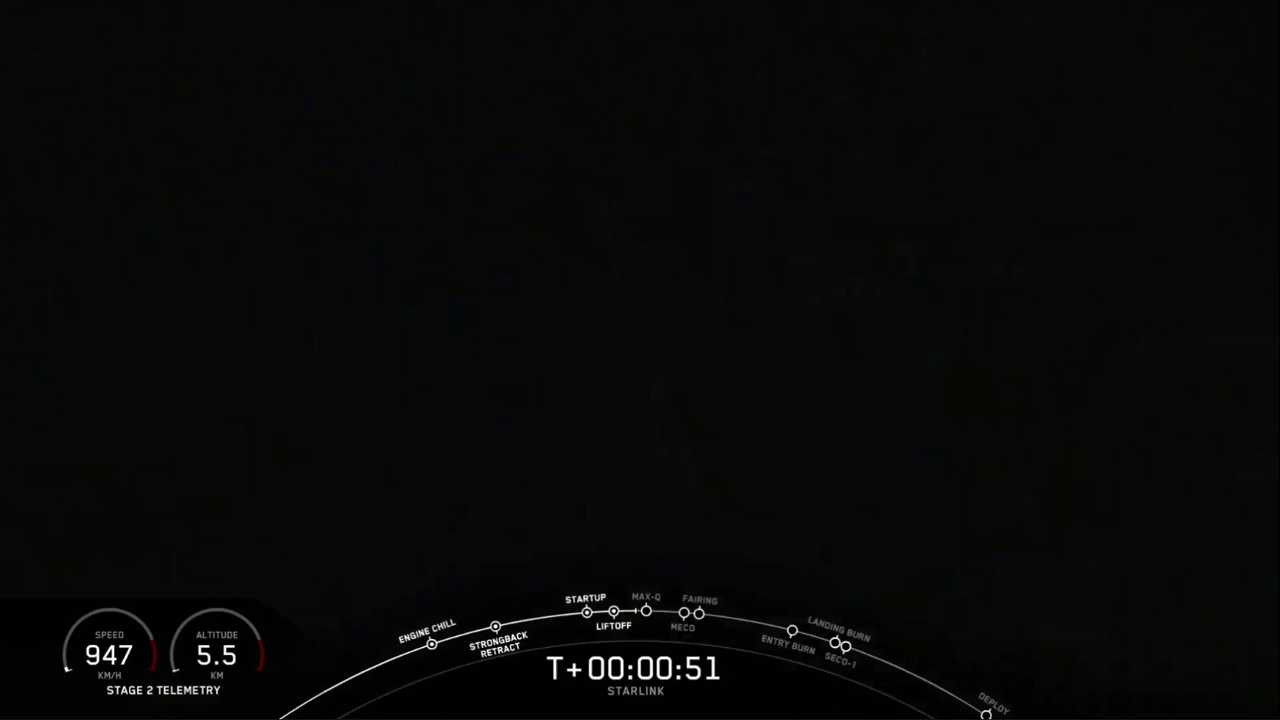 STARTUP
MAX-Q
FAIRING
ENGINE CHILL
LIFTOFF
MECO
LANDING BURN
STRONGBACK
RETRACT
ENTRY BURN
SECO-1
DEPLOY
SPEED
947
KM/H
ALTITUDE
5.5
KM
STAGE 2 TELEMETRY
T+00:00:51
STARLINK